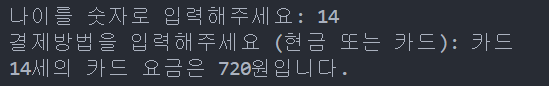 나이를 숫자로 입력해주세요: 14
결제방법을 입력해주세요 (현금 또는 카드): 카드
14세의 카드 요금은 720원입니다.